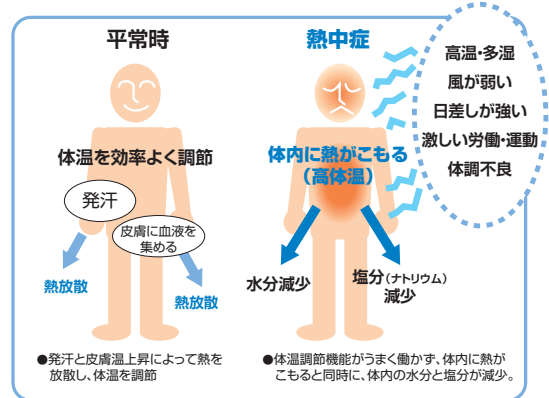 平常時
体温を効率よく調節
発汗
皮膚に血液を
集める
熱放散
熱放散
●発汗と皮膚温上昇によって熱を
放散し、体温を調節
熱中症
体内に熱がこもる
(高体温)
水分減少
塩分(ナトリウム)
減少
●体温調節機能がうまく働かず、体内に熱が
こもると同時に、体内の水分と塩分が減少。
高温・多湿
風が弱い
日差しが強い
激しい労働・運動
体調不良